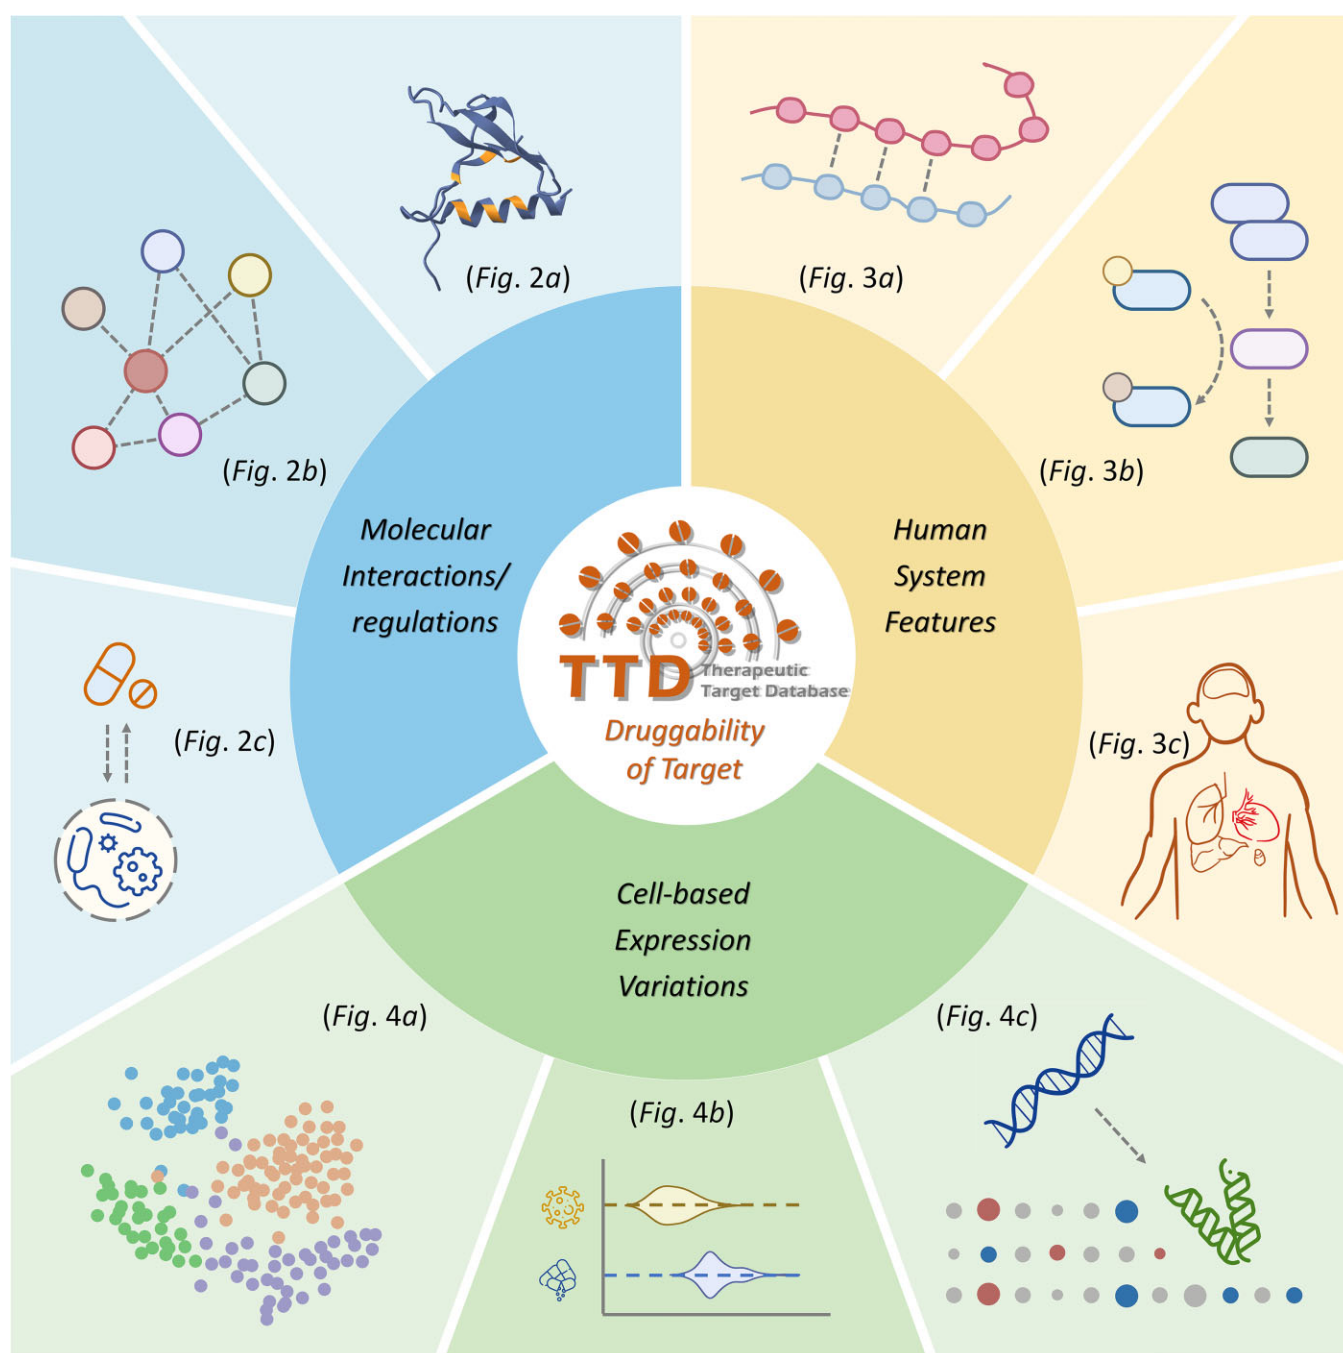 (Fig. 2a)
(Fig. 3a)
(Fig. 2b)
(Fig. 3b)
Molecular
Interactions/
regulations
Human
System
Features
TTD
Therapeutic
Target Database
Druggability
of Target
(Fig. 2c)
(Fig. 3c)
Cell-based
Expression
Variations
(Fig. 4a)
(Fig. 4b)
(Fig. 4c)